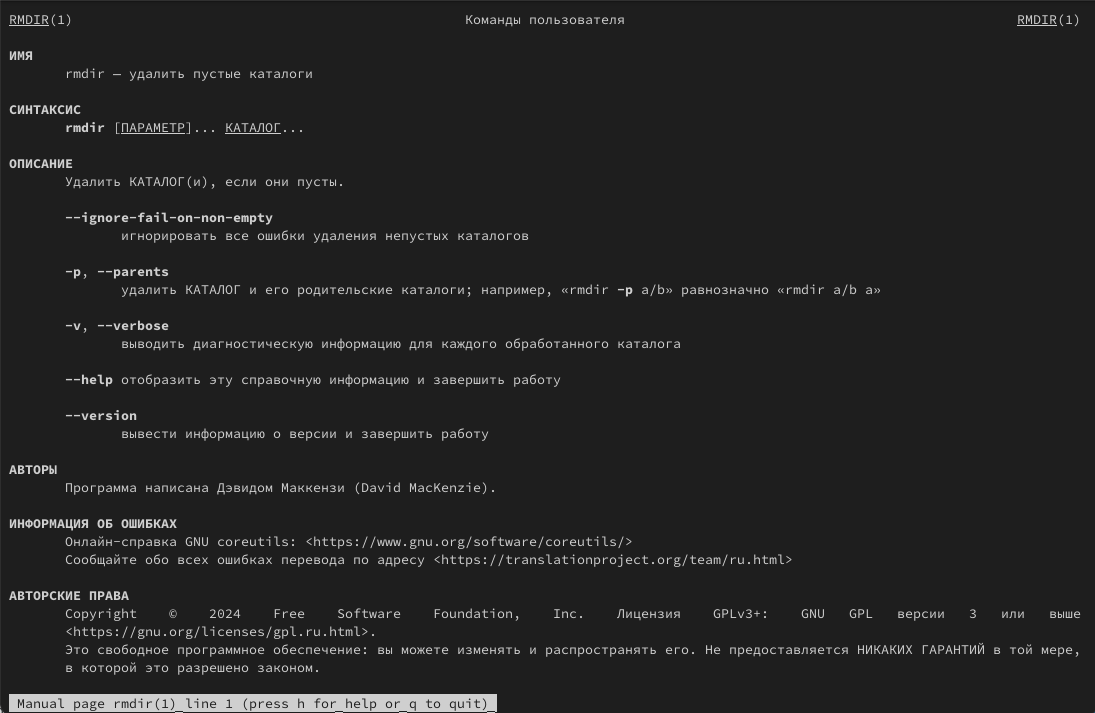 RMDIR(1) Команды пользователя RMDIR(1)
ИМЯ
rmdir — удалить пустые каталоги
СИНТАКСИС
rmdir [ПАРАМЕТР]... КАТАЛОГ...
ОПИСАНИЕ
Удалить КАТАЛОГ(и), если они пусты.
--ignore-fail-on-non-empty
игнорировать все ошибки удаления непустых каталогов
-p, --parents
удалить КАТАЛОГ и его родительские каталоги; например, «rmdir -p a/b» равнозначно «rmdir a/b a»
-v, --verbose
выводить диагностическую информацию для каждого обработанного каталога
--help отобразить эту справочную информацию и завершить работу
--version
вывести информацию о версии и завершить работу
АВТОРЫ
Программа написана Дэвидом Маккензи (David MacKenzie).
ИНФОРМАЦИЯ ОБ ОШИБКАХ
Онлайн-справка GNU coreutils: <https://www.gnu.org/software/coreutils/>
Сообщайте обо всех ошибках перевода по адресу <https://translationproject.org/team/ru.html>
АВТОРСКИЕ ПРАВА
Copyright © 2024 Free Software Foundation, Inc. Лицензия GPLv3+: GNU GPL версии 3 или выше
<https://gnu.org/licenses/gpl.ru.html>.
Это свободное программное обеспечение: вы можете изменять и распространять его. Не предоставляется НИКАКИХ ГАРАНТИЙ в той мере,
в которой это разрешено законом.
Manual page rmdir(1) line 1 (press h for help or q to quit)